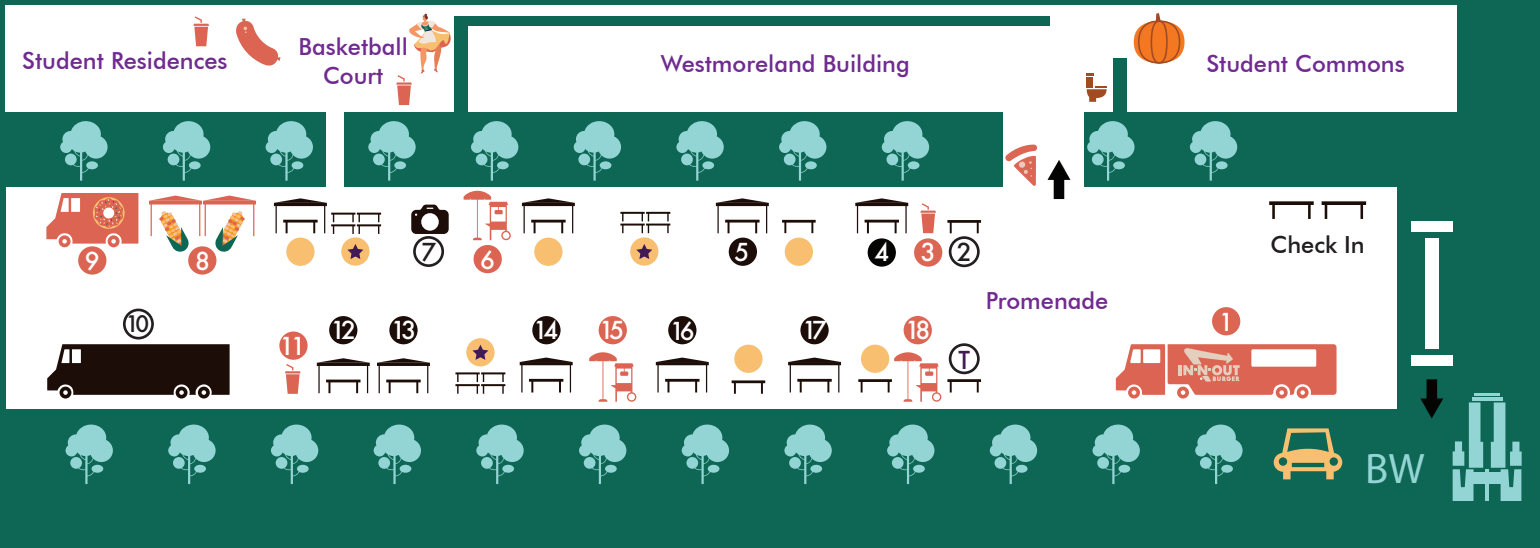 Student Residences
Basketball
Court
Westmoreland Building
Student Commons
9
8
7
6
5
4
3
2
Check In
Promenade
10
11
12
13
14
15
16
17
18
T
1
IN-N-OUT
BURGER
BW